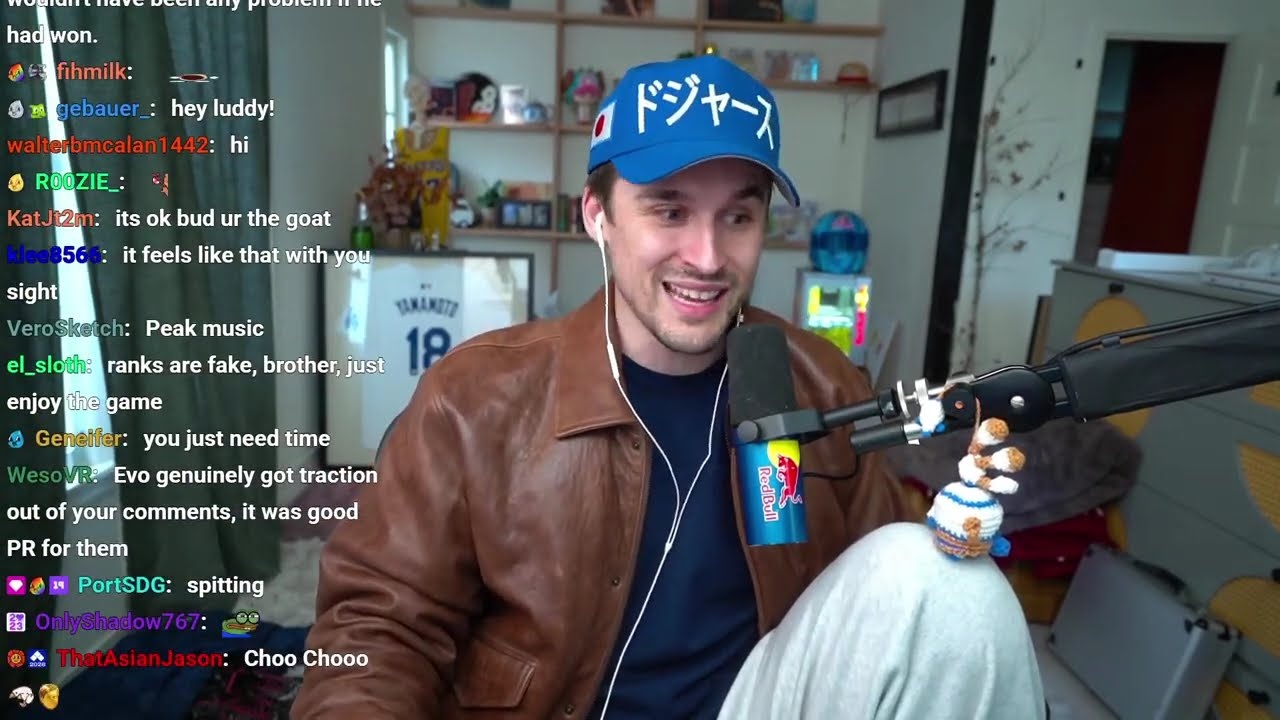 wouldn't have been any problem if he
had won.
fihmilk:
gebauer_: hey luddy!
walterbmcalan1442: hi
R00ZIE_:
KatJt2m: its ok bud ur the goat
klee8566: it feels like that with you
sight
VeroSketch: Peak music
el_sloth: ranks are fake, brother, just
enjoy the game
Geneifer: you just need time
WesoVR: Evo genuinely got traction
out of your comments, it was good
PR for them
PortSDG: spitting
OnlyShadow767:
ThatAsianJason: Choo Chooo
ドジャース
YAMAMOTO
18
RedBull